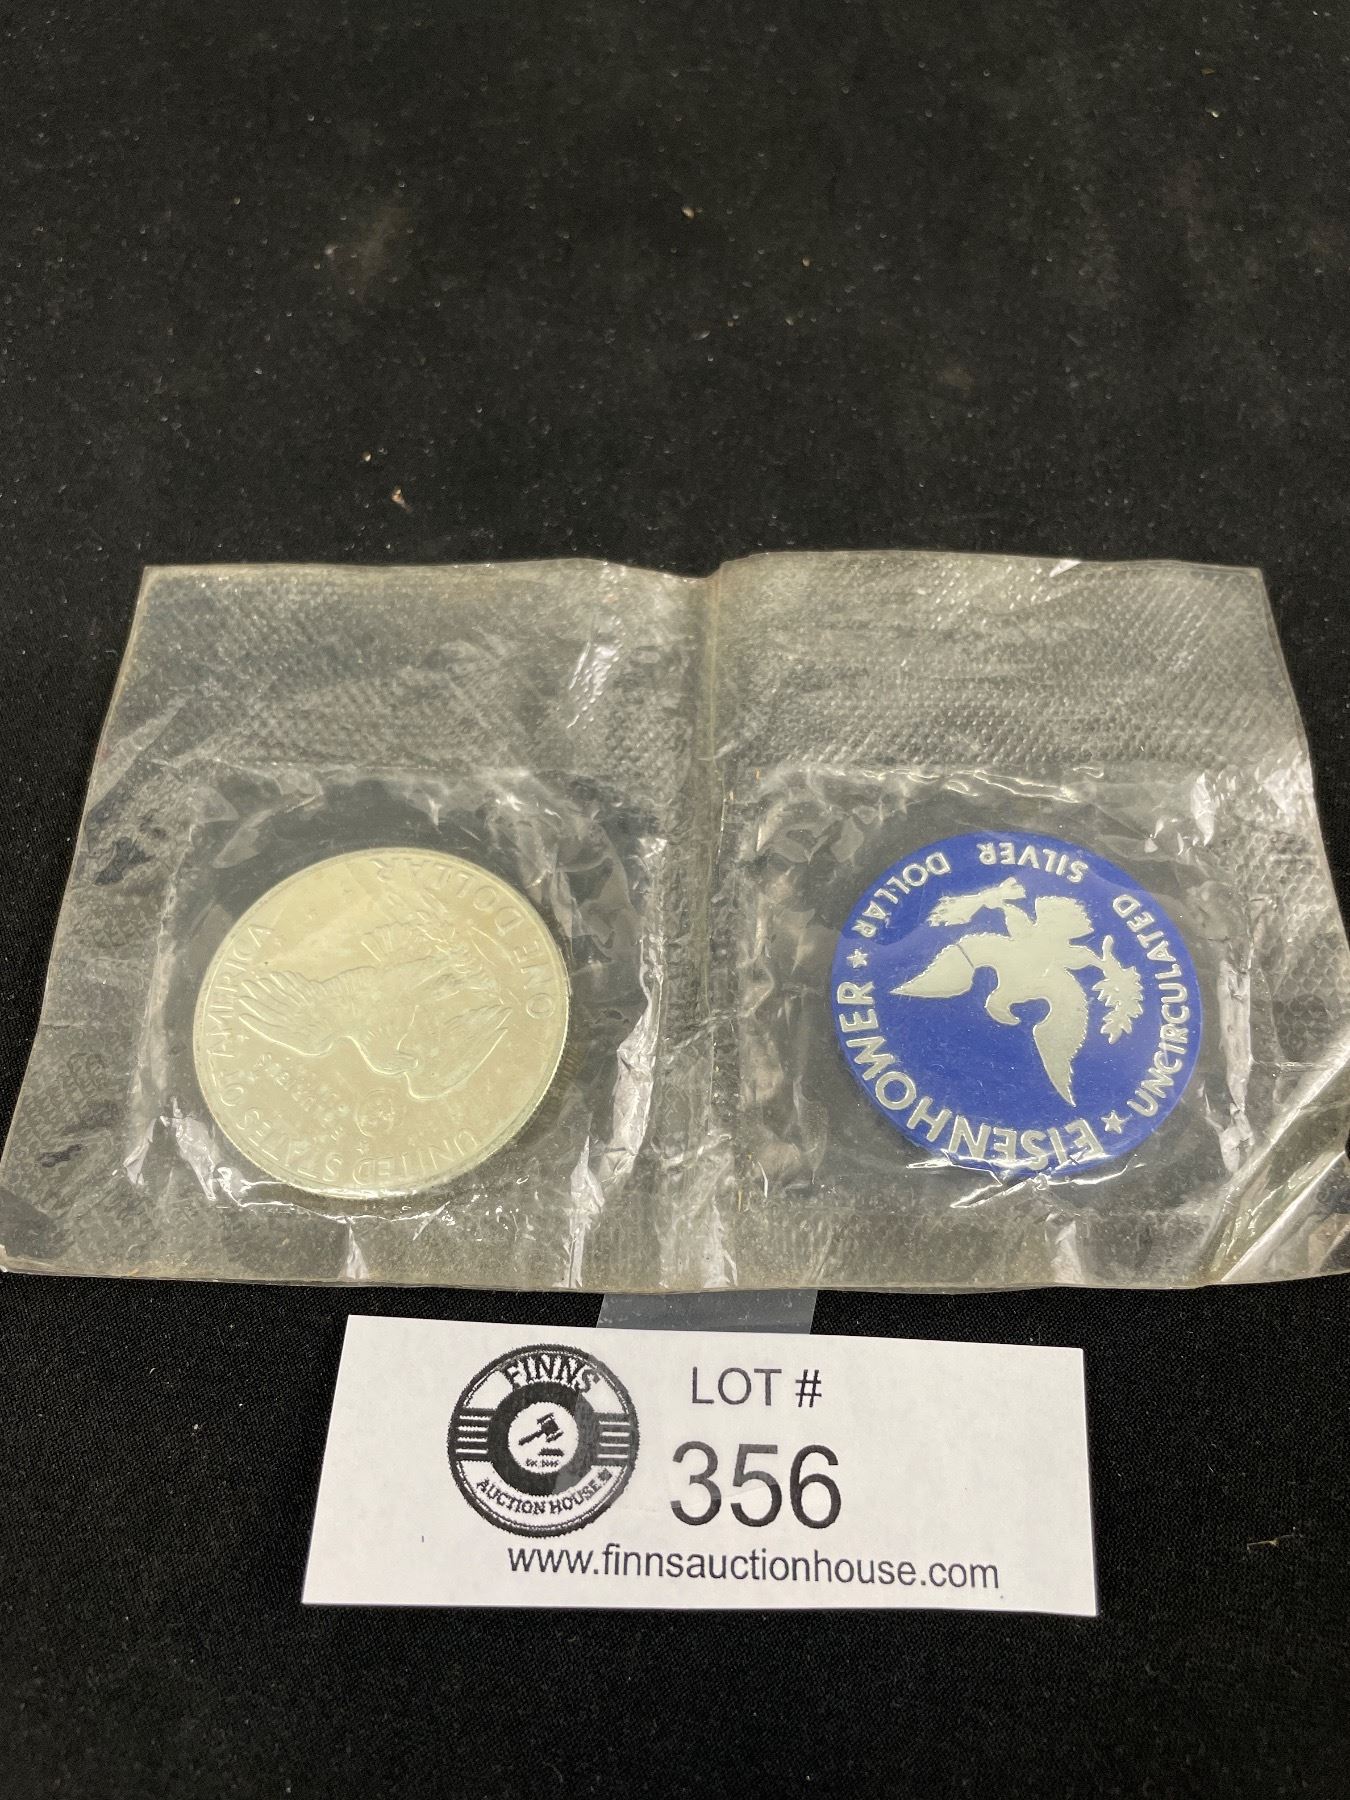 UNITED STATES OF AMERICA
ONE DOLLAR
EISENHOWER ★ DOLLAR SILVER UNCIRCULATED ★
FINNS
AUCTION HOUSE
LOT #
356
www.finnsauctionhouse.com